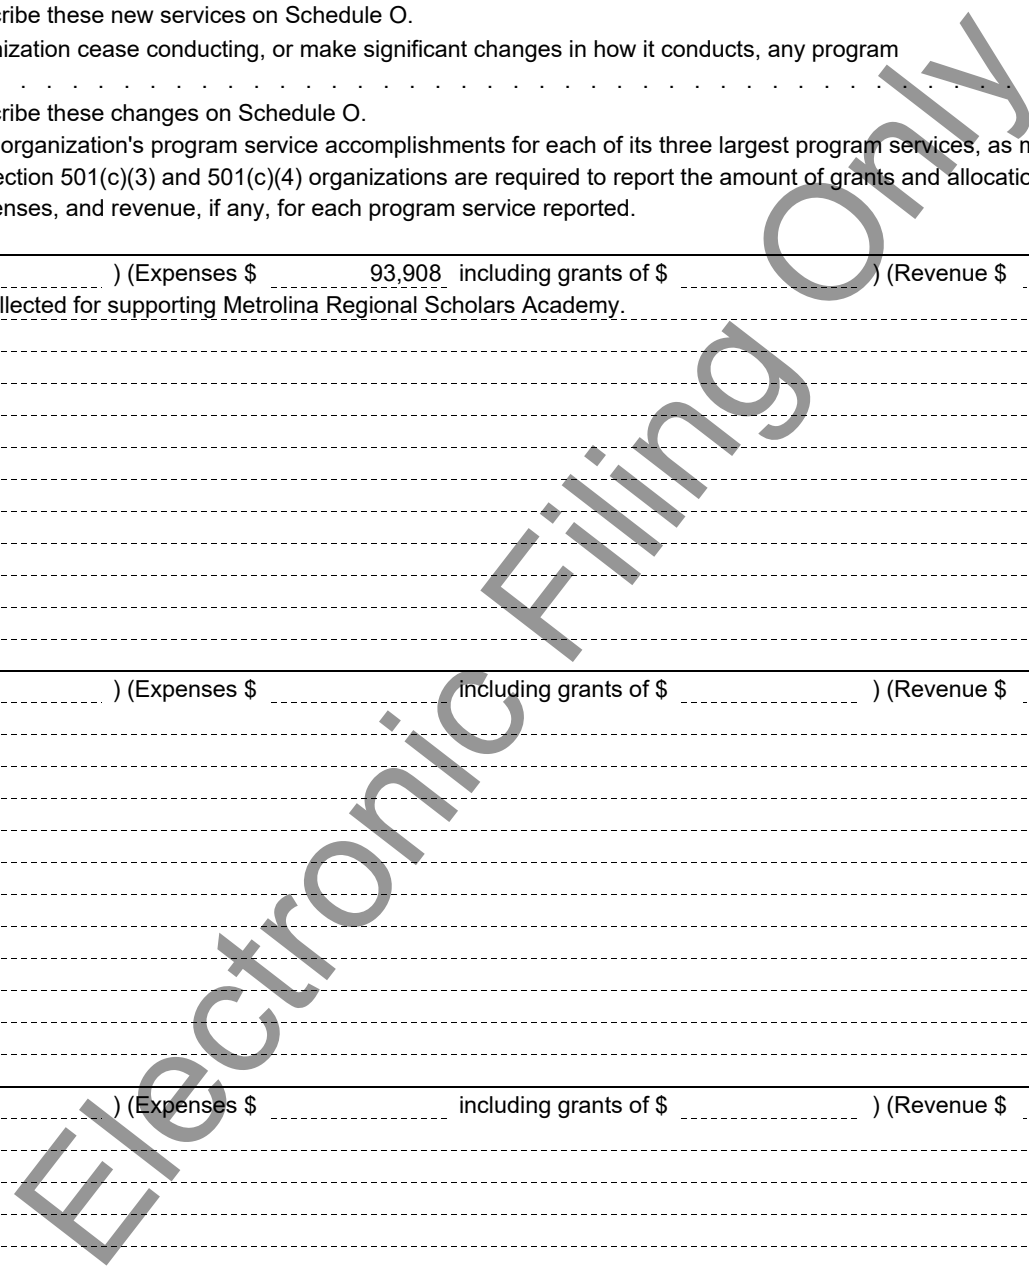 cribe these new services on Schedule O.
nization cease conducting, or make significant changes in how it conducts, any program
. . . . . . . . . . . . . . . . . . . . . . . . . . . . . . . . . . . . . . .
cribe these changes on Schedule O.
organization's program service accomplishments for each of its three largest program services, as m
ection 501(c)(3) and 501(c)(4) organizations are required to report the amount of grants and allocatio
enses, and revenue, if any, for each program service reported.
) (Expenses $ 93,908 including grants of $ ) (Revenue $
llected for supporting Metrolina Regional Scholars Academy.
) (Expenses $ including grants of $ ) (Revenue $
) (Expenses $ including grants of $ ) (Revenue $
Electronic Filing Only